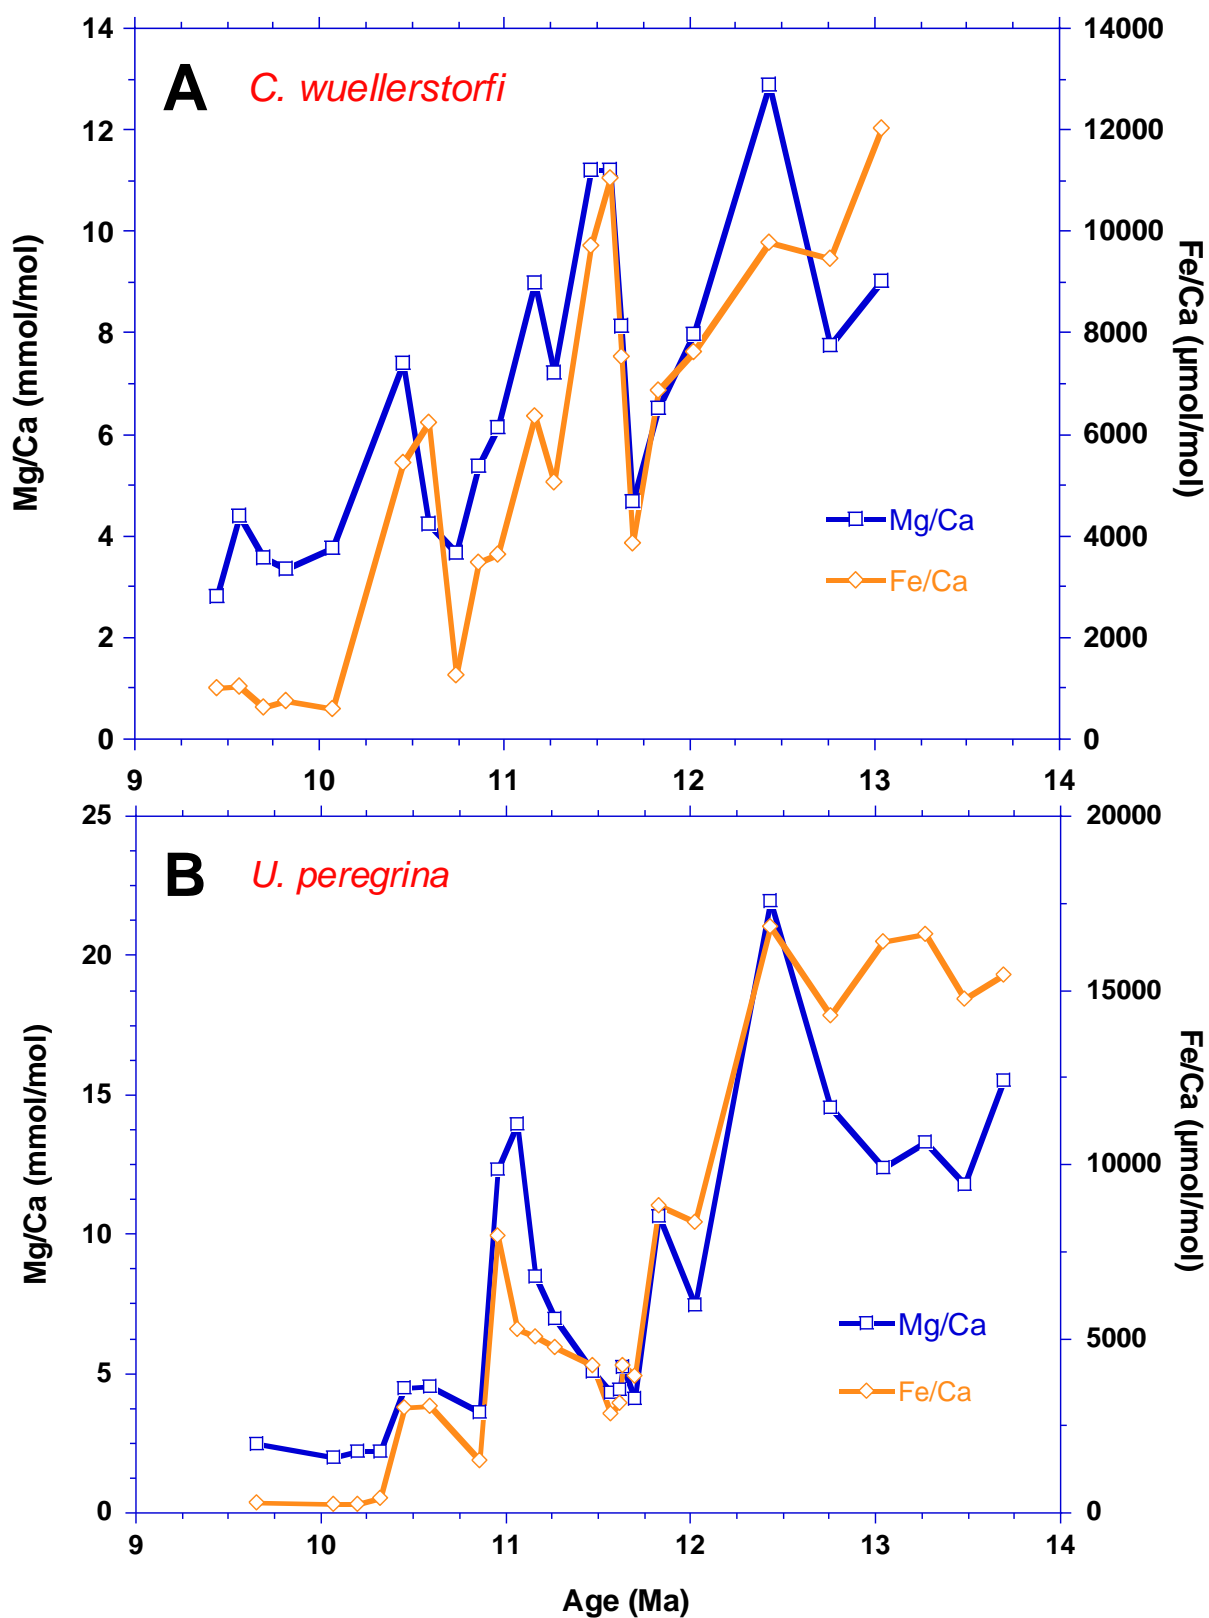 A C. wuellerstorfi
14
12
10
8
6
4
2
0
Mg/Ca (mmol/mol)
14000
12000
10000
8000
6000
4000
2000
0
Fe/Ca (µmol/mol)
Mg/Ca
Fe/Ca
9 10 11 12 13 14
B U. peregrina
25
20
15
10
5
0
Mg/Ca (mmol/mol)
20000
15000
10000
5000
0
Fe/Ca (µmol/mol)
Mg/Ca
Fe/Ca
9 10 11 12 13 14
Age (Ma)